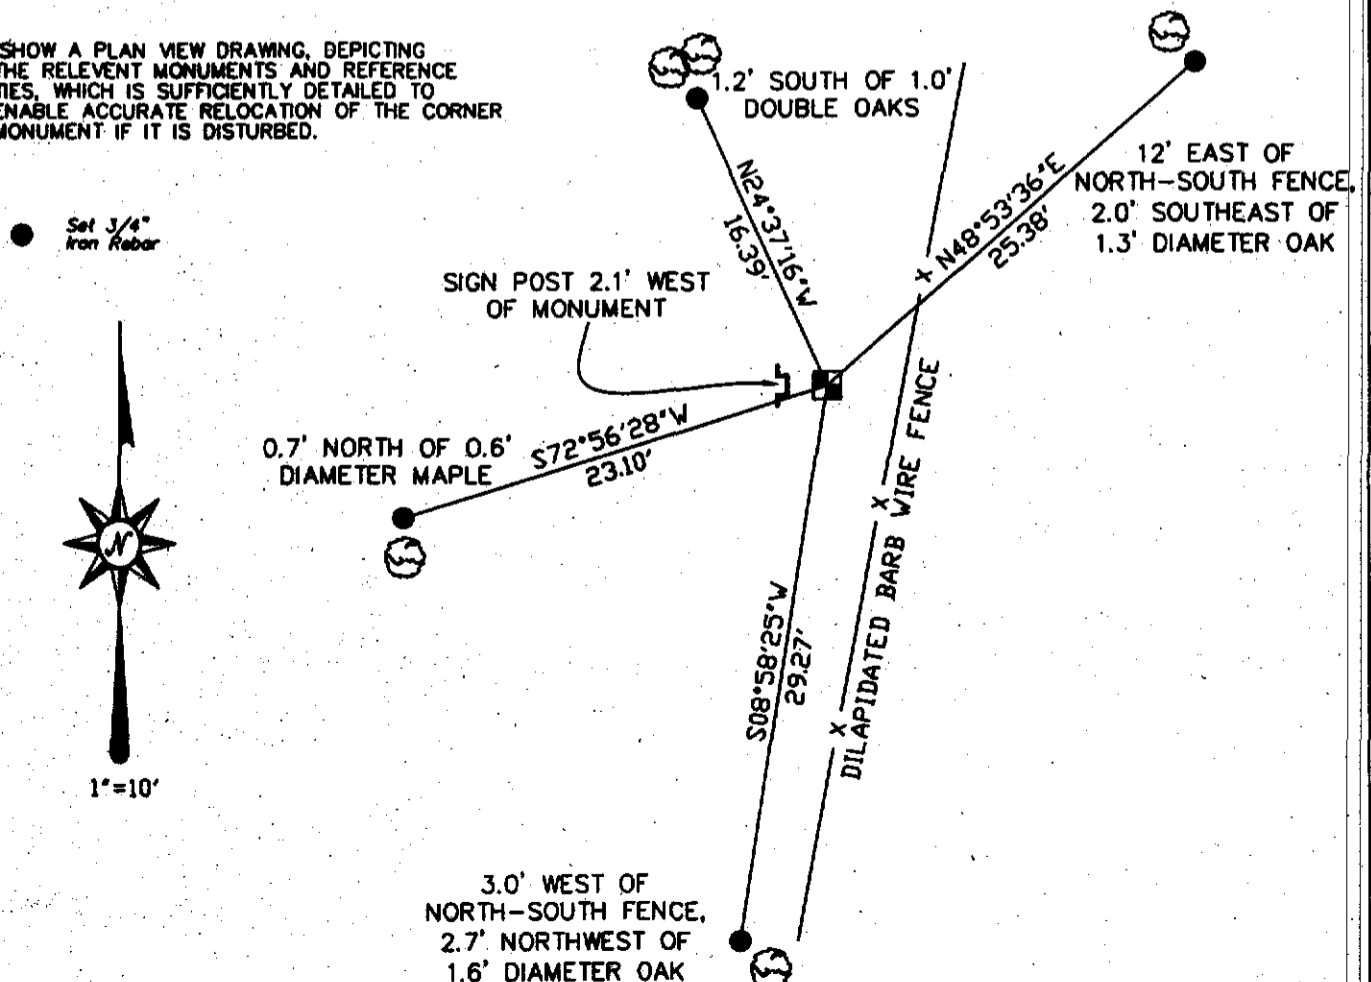 SHOW A PLAN VIEW DRAWING, DEPICTING
THE RELEVENT MONUMENTS AND REFERENCE
TIES, WHICH IS SUFFICIENTLY DETAILED TO
ENABLE ACCURATE RELOCATION OF THE CORNER
MONUMENT IF IT IS DISTURBED.
Set 3/4"
Iron Rebar
1.2' SOUTH OF 1.0'
DOUBLE OAKS
12' EAST OF
NORTH-SOUTH FENCE,
2.0' SOUTHEAST OF
1.3' DIAMETER OAK
N24°37'16"W
16.39'
N48°53'36"E
25.38'
SIGN POST 2.1' WEST
OF MONUMENT
0.7' NORTH OF 0.6'
DIAMETER MAPLE
S72°56'28"W
23.10'
N
1"=10'
S08°58'25"W
29.27'
X
X
X
DILAPIDATED BARB WIRE FENCE
3.0' WEST OF
NORTH-SOUTH FENCE,
2.7' NORTHWEST OF
1.6' DIAMETER OAK